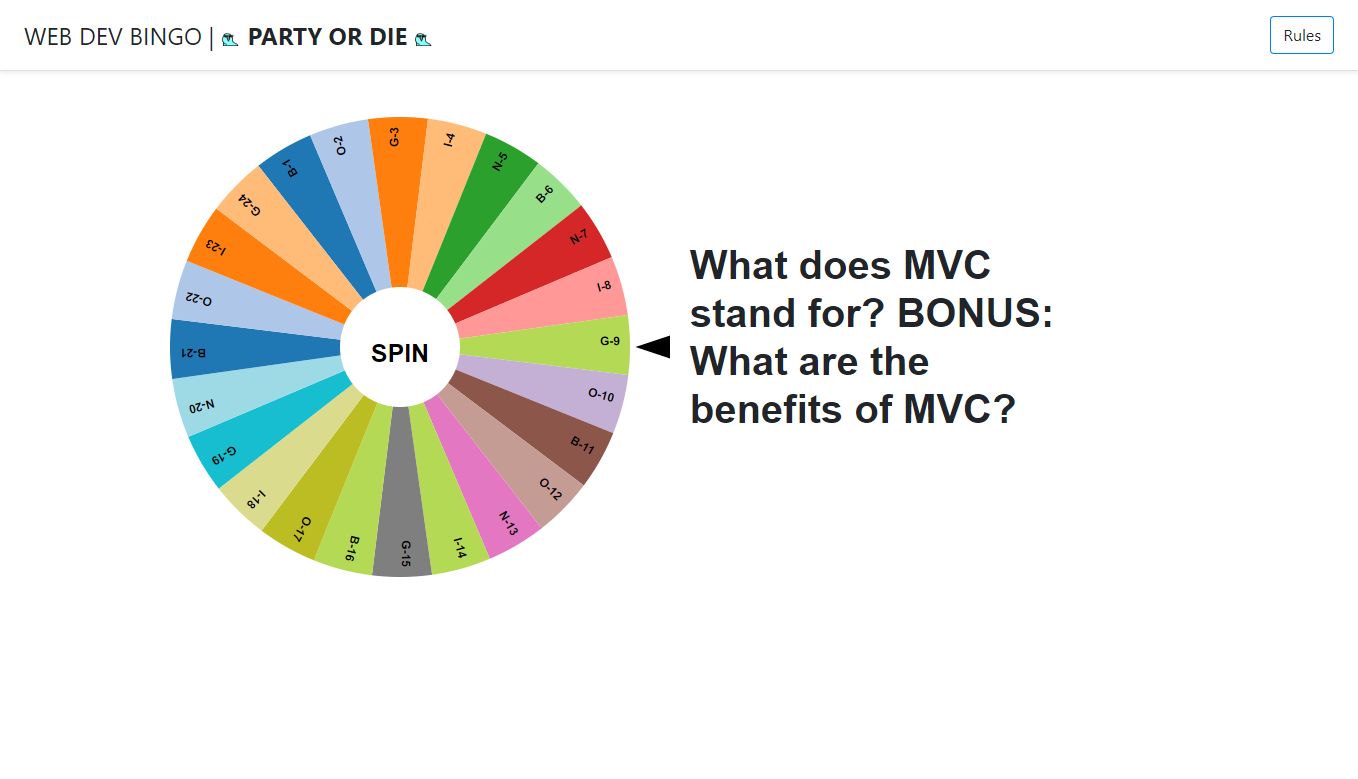 WEB DEV BINGO | PARTY OR DIE
Rules
B-1
O-2
G-3
I-4
N-5
B-6
N-7
I-8
G-9
O-10
B-11
O-12
N-13
I-14
G-15
B-16
O-17
I-18
G-19
N-20
B-21
O-22
I-23
G-24
SPIN
What does MVC
stand for? BONUS:
What are the
benefits of MVC?